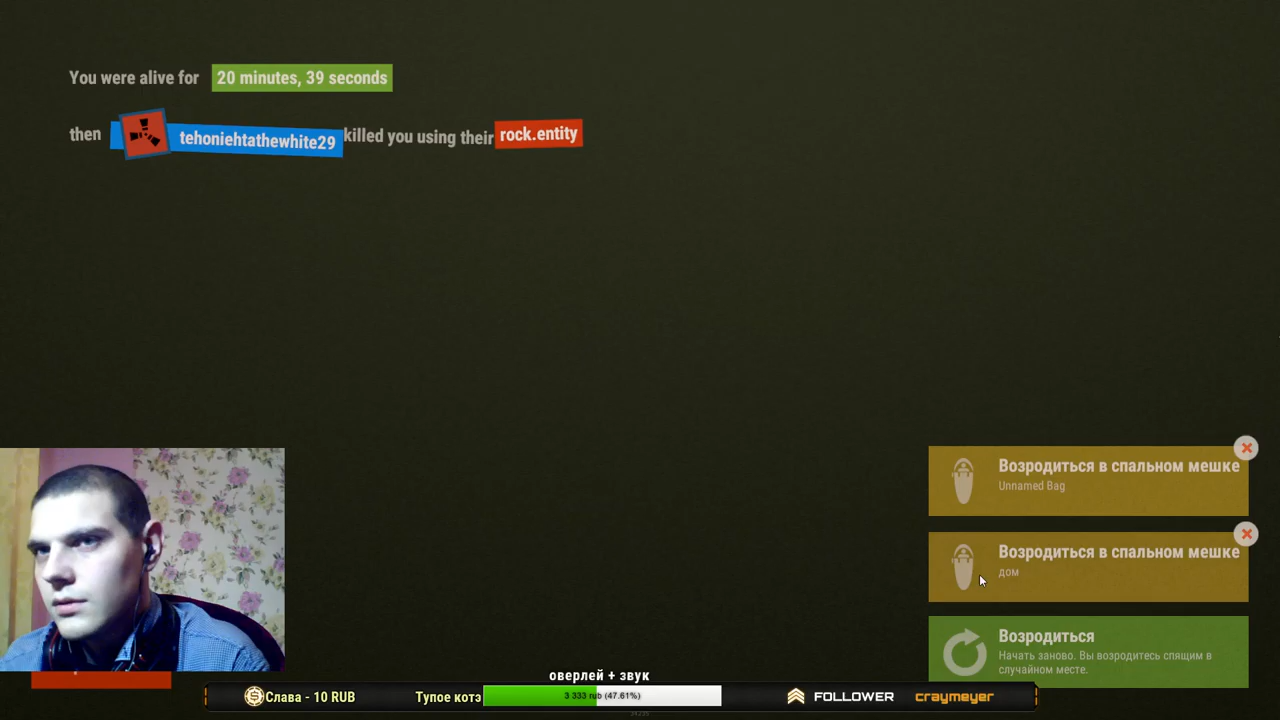 You were alive for 20 minutes, 39 seconds
then tehoniehtathewhite29 killed you using their rock.entity
Возродиться в спальном мешке
Unnamed Bag
Возродиться в спальном мешке
дом
Возродиться
Начать заново. Вы возродитесь спящим в
случайном месте.
оверлей + звук
Слава - 10 RUB
Тупое котэ
3 333 rub (47.61%)
FOLLOWER
craymeyer